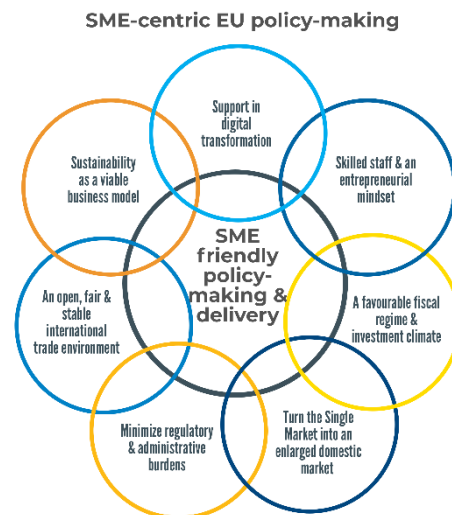 SME-centric EU policy-making
Support in
digital
transformation
Skilled staff & an
entrepreneurial
mindset
A favourable fiscal
regime &
investment climate
Turn the Single
Market into an
enlarged domestic
market
Minimize regulatory
& administrative
burdens
An open, fair &
stable
international
trade environment
Sustainability
as a viable
business model
SME
friendly
policy-
making &
delivery